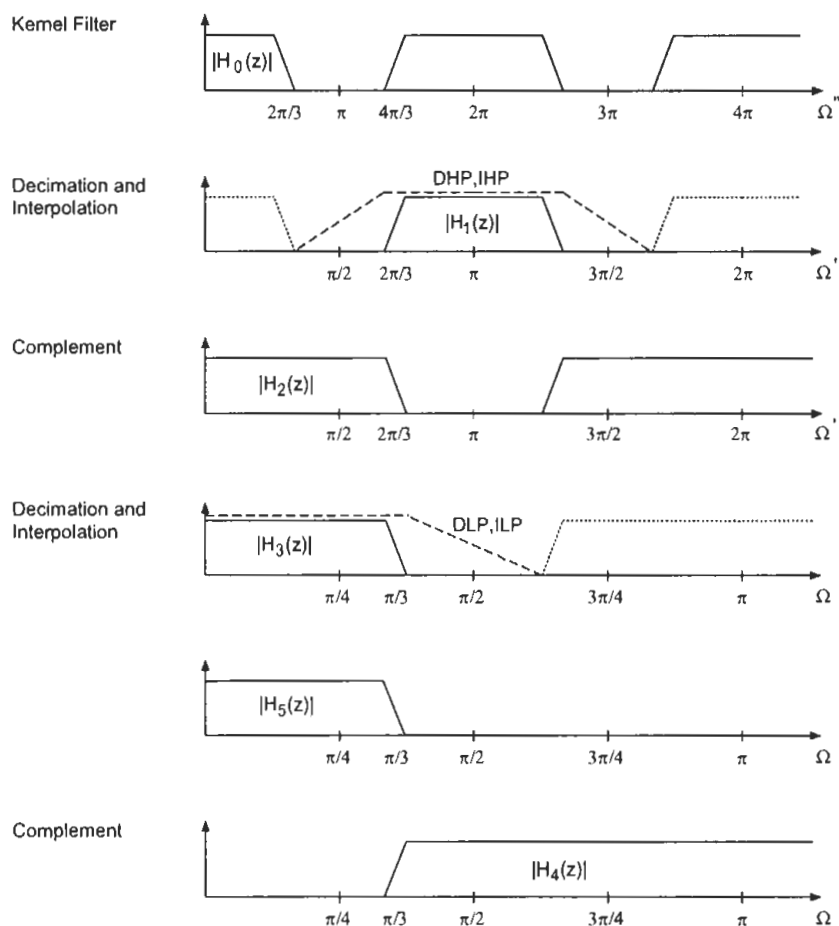 Kernel Filter
|H₀(z)|
2π/3 π 4π/3 2π 3π 4π Ω"
Decimation and
Interpolation
DHP,IHP
|H₁(z)|
π/2 2π/3 π 3π/2 2π Ω'
Complement
|H₂(z)|
π/2 2π/3 π 3π/2 2π Ω'
Decimation and
Interpolation
DLP,ILP
|H₃(z)|
π/4 π/3 π/2 3π/4 π Ω
|H₅(z)|
π/4 π/3 π/2 3π/4 π Ω
Complement
|H₄(z)|
π/4 π/3 π/2 3π/4 π Ω